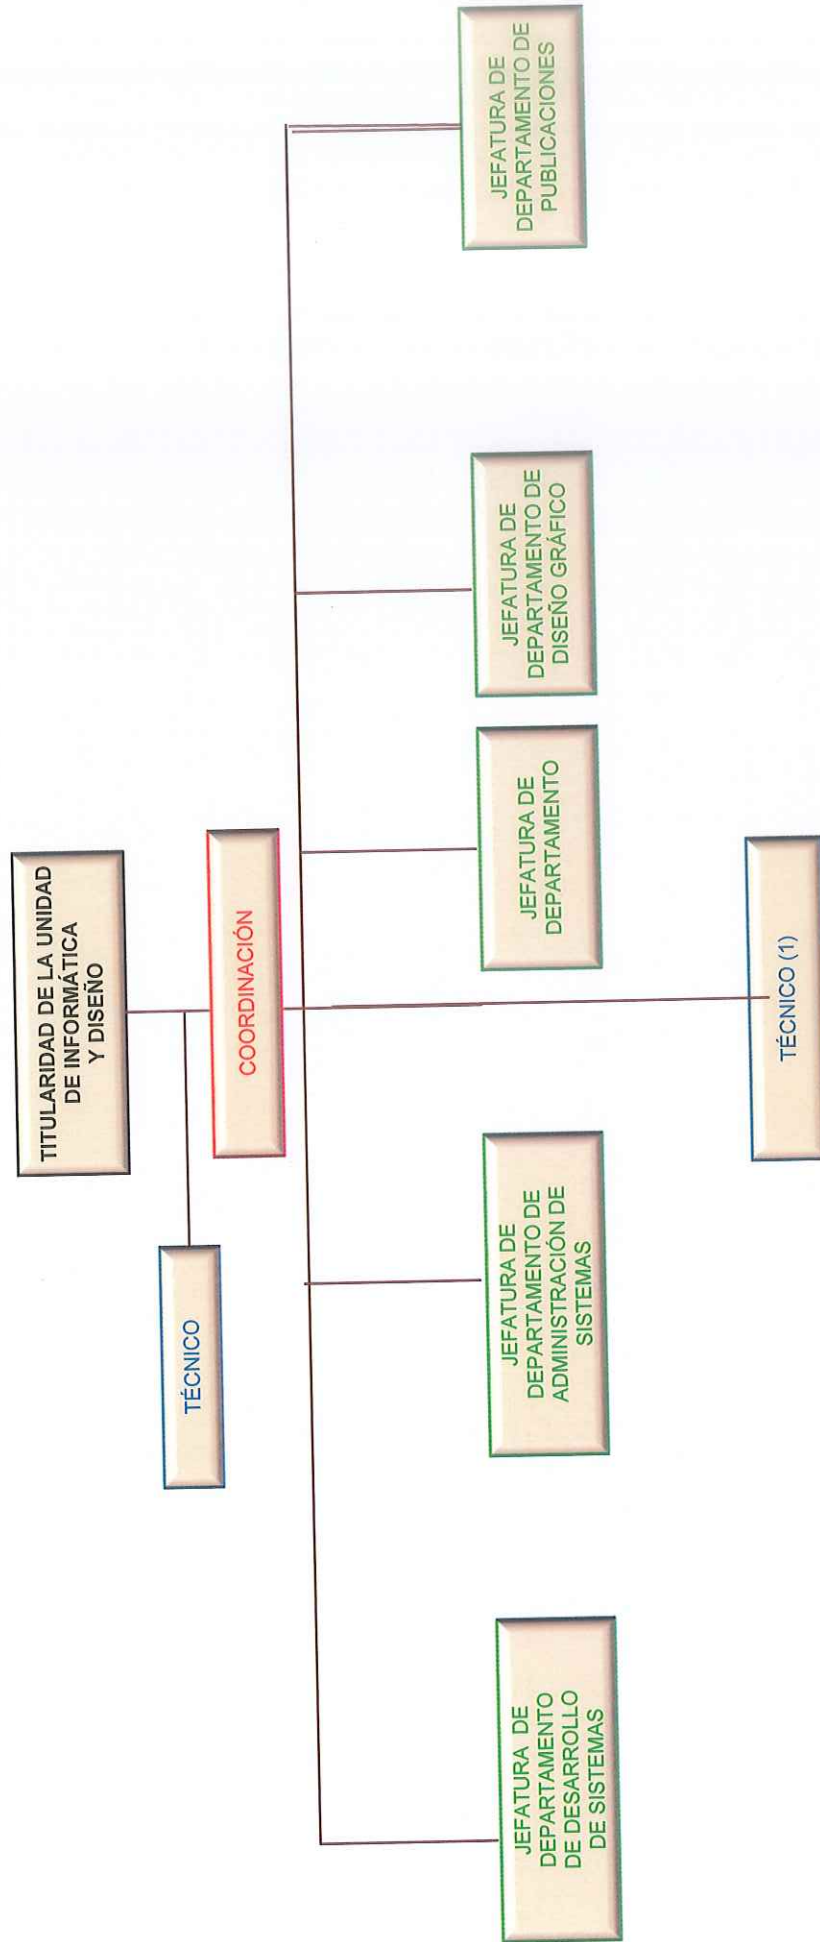 TITULARIDAD DE LA UNIDAD
DE INFORMÁTICA
Y DISEÑO
TÉCNICO
COORDINACIÓN
JEFATURA DE
DEPARTAMENTO
DE DESARROLLO
DE SISTEMAS
JEFATURA DE
DEPARTAMENTO DE
ADMINISTRACIÓN DE
SISTEMAS
JEFATURA DE
DEPARTAMENTO
JEFATURA DE
DEPARTAMENTO DE
DISEÑO GRÁFICO
JEFATURA DE
DEPARTAMENTO DE
PUBLICACIONES
TÉCNICO (1)